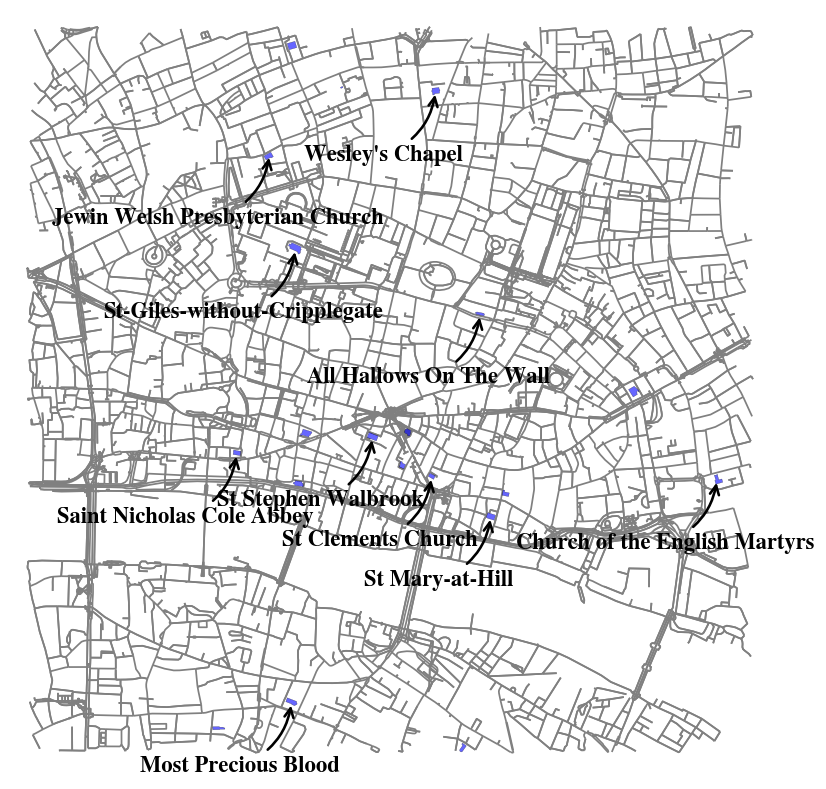 Wesley's Chapel
Jewin Welsh Presbyterian Church
St-Giles-without-Cripplegate
All Hallows On The Wall
St Stephen Walbrook
Saint Nicholas Cole Abbey
St Clements Church
Church of the English Martyrs
St Mary-at-Hill
Most Precious Blood